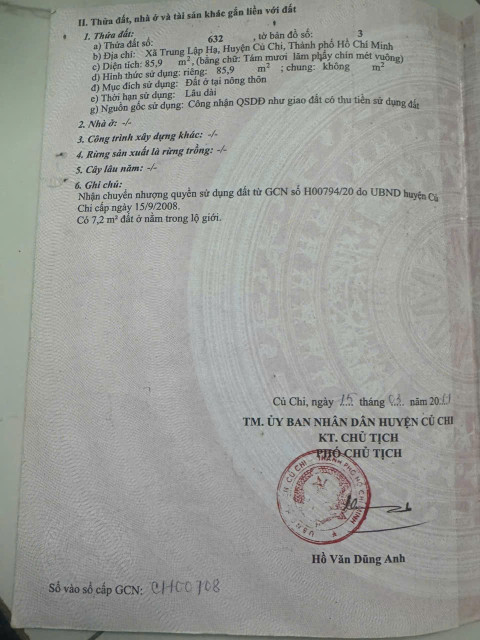 II. Thửa đất, nhà ở và tài sản khác gắn liền với đất
1. Thửa đất:
a) Thửa đất số: 632 , tờ bản đồ số: 3
b) Địa chỉ: Xã Trung Lập Hạ, Huyện Củ Chi, Thành phố Hồ Chí Minh
c) Diện tích: 85,9 m², (bằng chữ: Tám mươi lăm phẩy chín mét vuông)
d) Hình thức sử dụng: riêng: 85,9 m² ; chung: không m²
đ) Mục đích sử dụng: Đất ở tại nông thôn
e) Thời hạn sử dụng: Lâu dài
g) Nguồn gốc sử dụng: Công nhận QSDĐ như giao đất có thu tiền sử dụng đất
2. Nhà ở: -/-
3. Công trình xây dựng khác: -/-
4. Rừng sản xuất là rừng trồng: -/-
5. Cây lâu năm: -/-
6. Ghi chú:
Nhận chuyển nhượng quyền sử dụng đất từ GCN số H00794/20 do UBND huyện Củ
Chi cấp ngày 15/9/2008.
Có 7,2 m² đất ở nằm trong lộ giới.
Củ Chi, ngày 15 tháng 03 năm 2011
TM. ỦY BAN NHÂN DÂN HUYỆN CỦ CHI
KT. CHỦ TỊCH
PHÓ CHỦ TỊCH
Hồ Văn Dũng Anh
Số vào sổ cấp GCN: CH00708